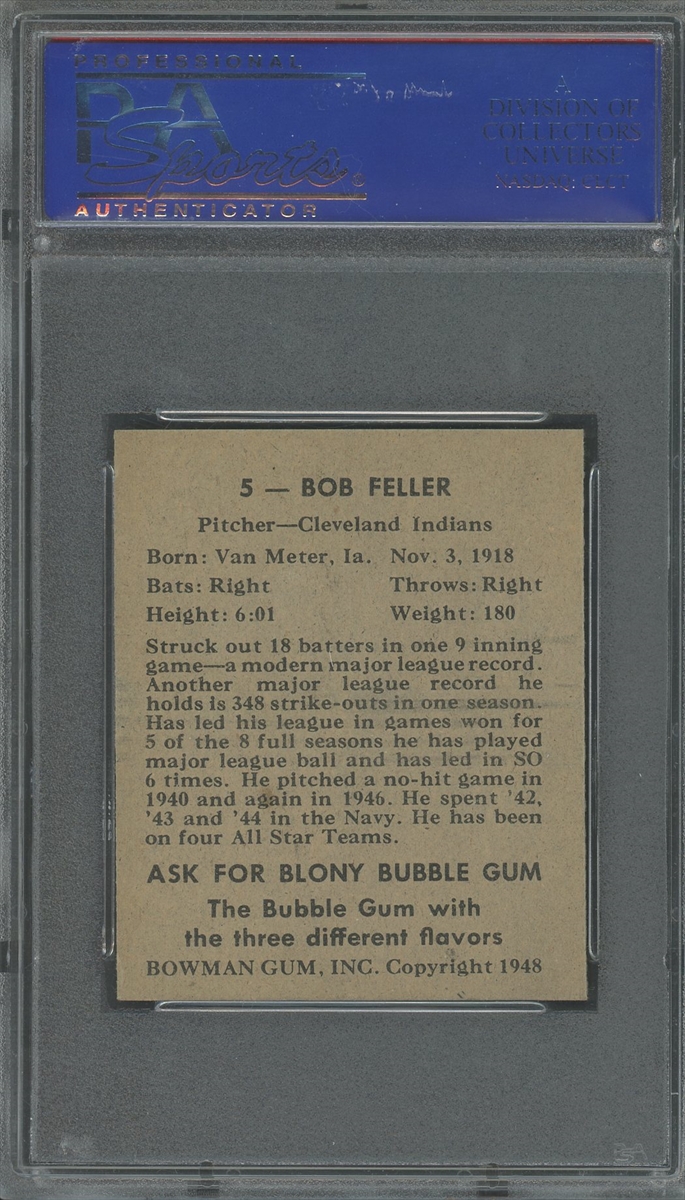 PROFESSIONAL
PSA
Sports
AUTHENTICATOR
A
DIVISION OF
COLLECTORS
UNIVERSE
NASDAQ: CLCT
5 — BOB FELLER
Pitcher—Cleveland Indians
Born: Van Meter, Ia. Nov. 3, 1918
Bats: Right Throws: Right
Height: 6:01 Weight: 180
Struck out 18 batters in one 9 inning
game—a modern major league record.
Another major league record he
holds is 348 strike-outs in one season.
Has led his league in games won for
5 of the 8 full seasons he has played
major league ball and has led in SO
6 times. He pitched a no-hit game in
1940 and again in 1946. He spent '42,
'43 and '44 in the Navy. He has been
on four All Star Teams.
ASK FOR BLONY BUBBLE GUM
The Bubble Gum with
the three different flavors
BOWMAN GUM, INC. Copyright 1948
PSA